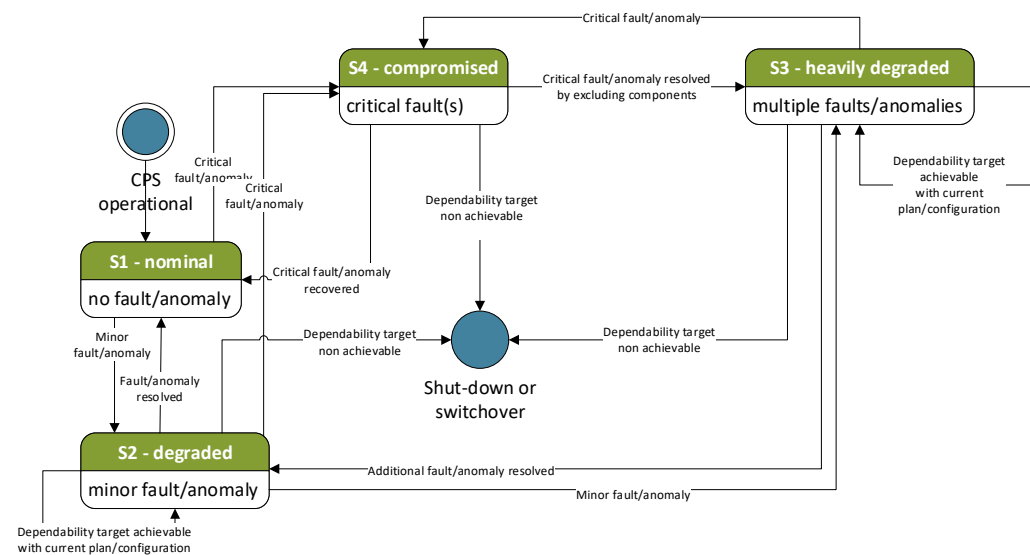 Critical fault/anomaly
S4 - compromised
critical fault(s)
Critical fault/anomaly resolved
by excluding components
S3 - heavily degraded
multiple faults/anomalies
CPS
operational
Critical
fault/anomaly
Critical
fault/anomaly
Dependability target
non achievable
Dependability target
achievable
with current
plan/configuration
S1 - nominal
no fault/anomaly
Critical fault/anomaly
recovered
Minor
fault/anomaly
Fault/anomaly
resolved
Dependability target
non achievable
Dependability target
non achievable
Shut-down or
switchover
S2 - degraded
minor fault/anomaly
Additional fault/anomaly resolved
Minor fault/anomaly
Dependability target achievable
with current plan/configuration